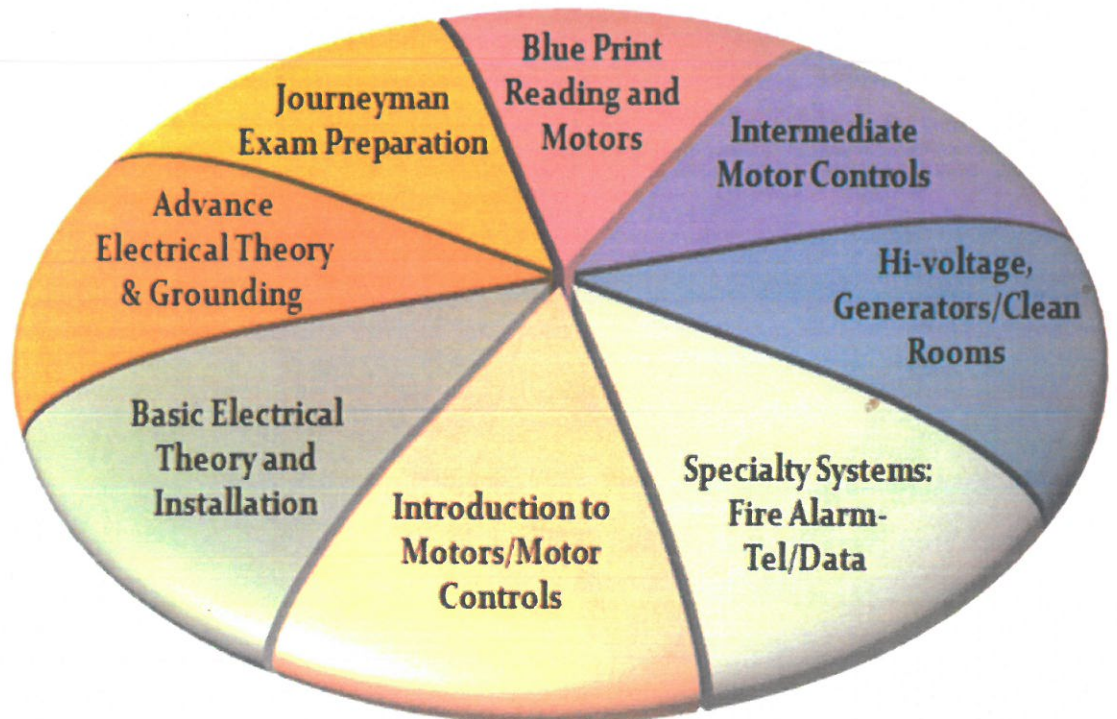 Blue Print
Reading and
Motors
Intermediate
Motor Controls
Hi-voltage,
Generators/Clean
Rooms
Specialty Systems:
Fire Alarm-
Tel/Data
Introduction to
Motors/Motor
Controls
Basic Electrical
Theory and
Installation
Advance
Electrical Theory
& Grounding
Journeyman
Exam Preparation